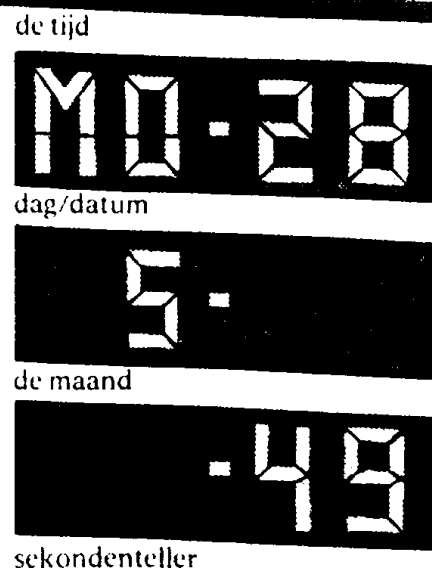 de tijd
MO-28
dag/datum
5-
de maand
-49
sekondenteller